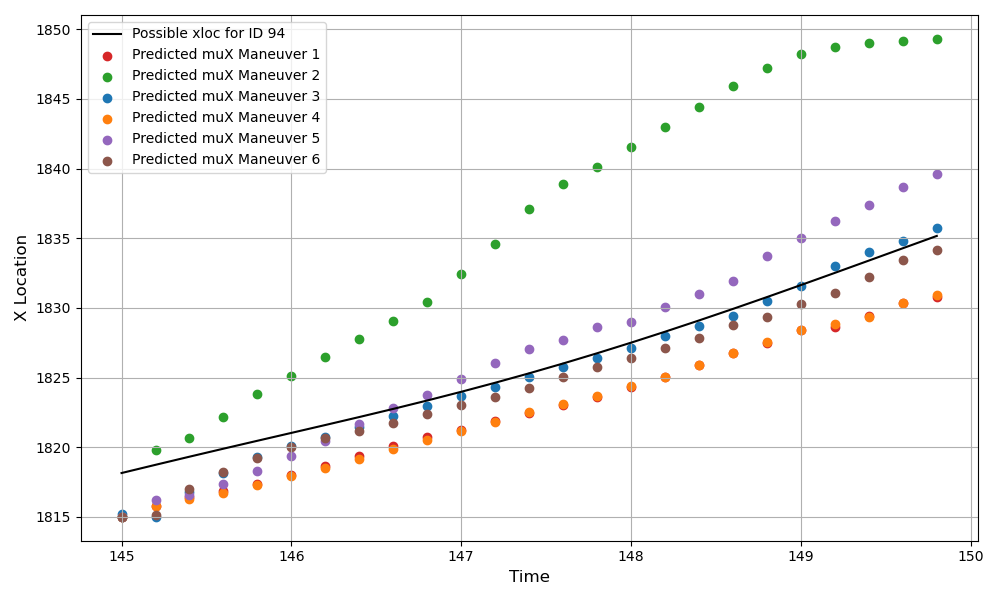 1850
1845
1840
1835
1830
1825
1820
1815
X Location
Possible xloc for ID 94
Predicted muX Maneuver 1
Predicted muX Maneuver 2
Predicted muX Maneuver 3
Predicted muX Maneuver 4
Predicted muX Maneuver 5
Predicted muX Maneuver 6
145 146 147 148 149 150
Time